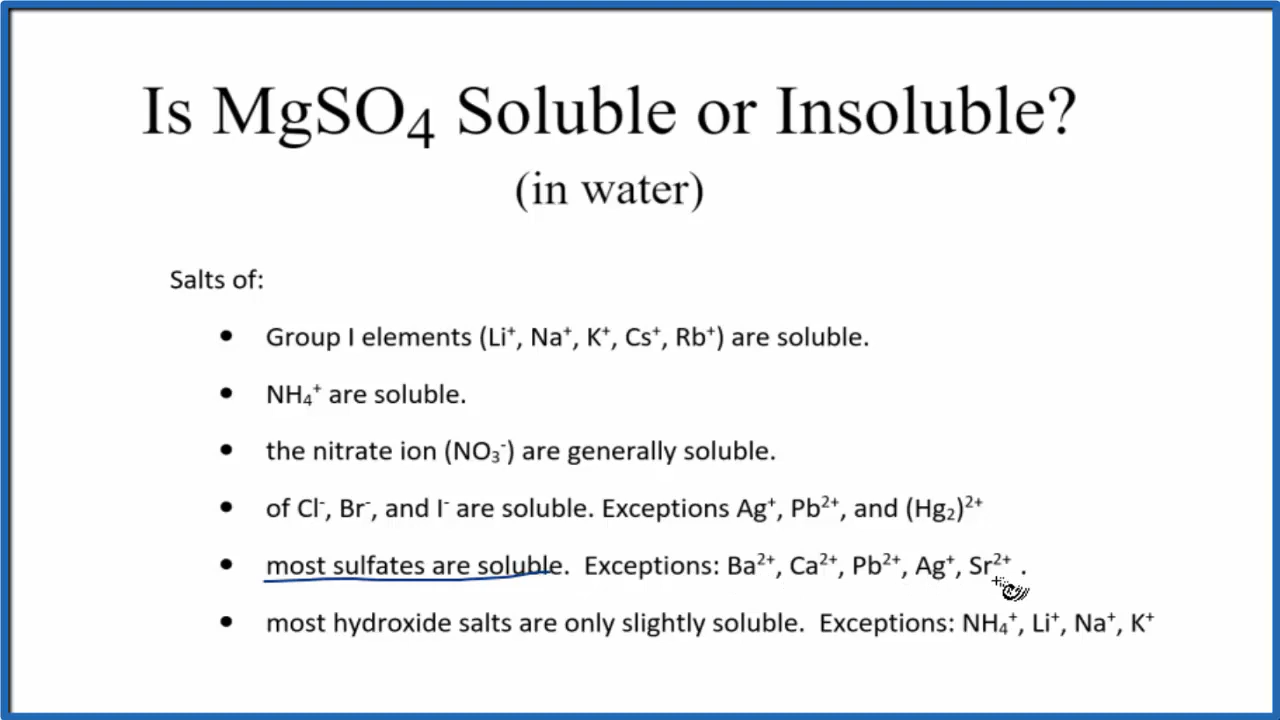 Is MgSO₄ Soluble or Insoluble?
(in water)
Salts of:
• Group I elements (Li⁺, Na⁺, K⁺, Cs⁺, Rb⁺) are soluble.
• NH₄⁺ are soluble.
• the nitrate ion (NO₃⁻) are generally soluble.
• of Cl⁻, Br⁻, and I⁻ are soluble. Exceptions Ag⁺, Pb²⁺, and (Hg₂)²⁺
• most sulfates are soluble.  Exceptions: Ba²⁺, Ca²⁺, Pb²⁺, Ag⁺, Sr²⁺ .
• most hydroxide salts are only slightly soluble.  Exceptions: NH₄⁺, Li⁺, Na⁺, K⁺